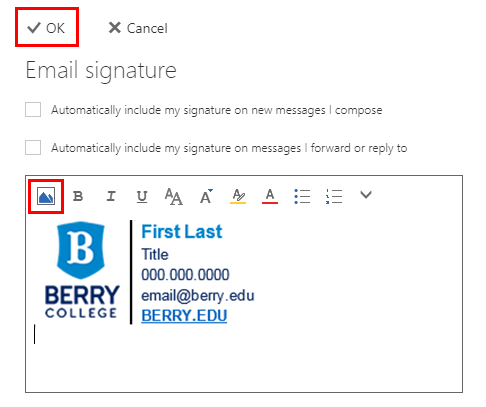 OK Cancel
Email signature
Automatically include my signature on new messages I compose
Automatically include my signature on messages I forward or reply to
B I U AA A A
B
BERRY
COLLEGE
First Last
Title
000.000.0000
email@berry.edu
BERRY.EDU